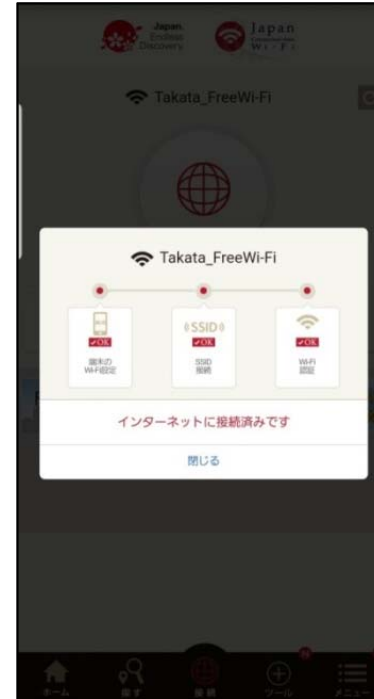 Japan.
Endless
Discovery.
Japan
Wi-Fi
Takata_FreeWi-Fi
Takata_FreeWi-Fi
Wi-Fi
✓OK
端末の
Wi-Fi設定
SSID
✓OK
SSID
接続
✓OK
Wi-Fi
認証
インターネットに接続済みです
閉じる
ホーム
探す
接続
ツール
メニュー